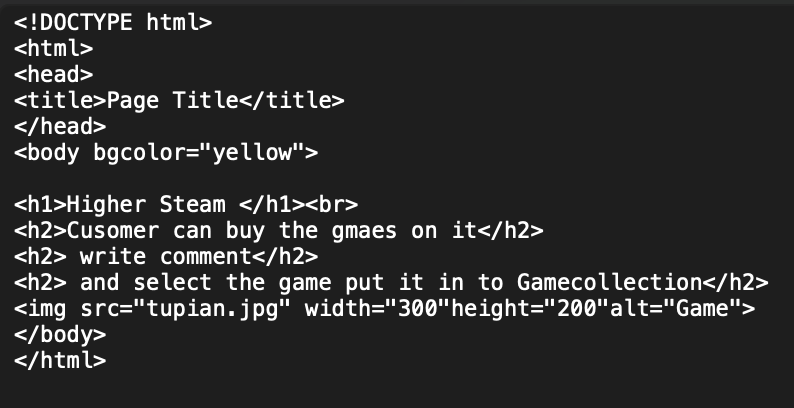 <!DOCTYPE html>
<html>
<head>
<title>Page Title</title>
</head>
<body bgcolor="yellow">
<h1>Higher Steam </h1><br>
<h2>Cusomer can buy the gmaes on it</h2>
<h2> write comment</h2>
<h2> and select the game put it in to Gamecollection</h2>
<img src="tupian.jpg" width="300"height="200"alt="Game">
</body>
</html>